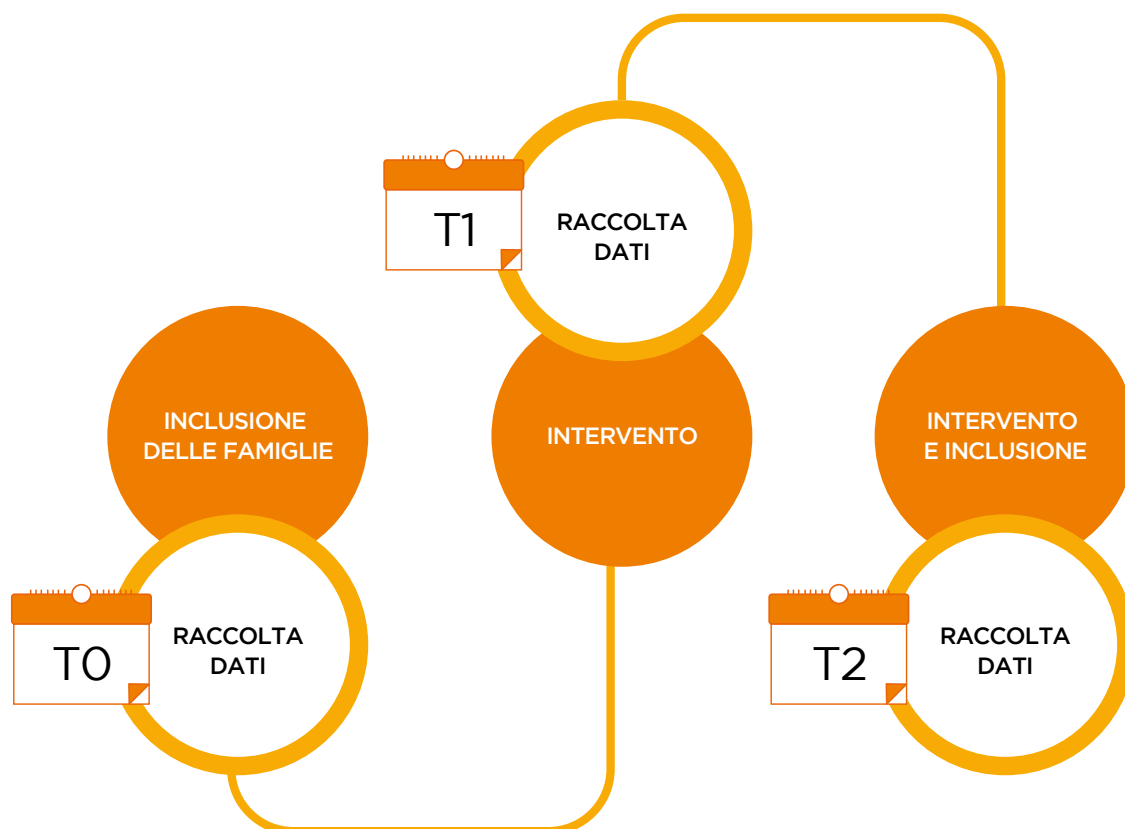 INCLUSIONE
DELLE FAMIGLIE
T0
RACCOLTA
DATI
INTERVENTO
T1
RACCOLTA
DATI
INTERVENTO
E INCLUSIONE
T2
RACCOLTA
DATI